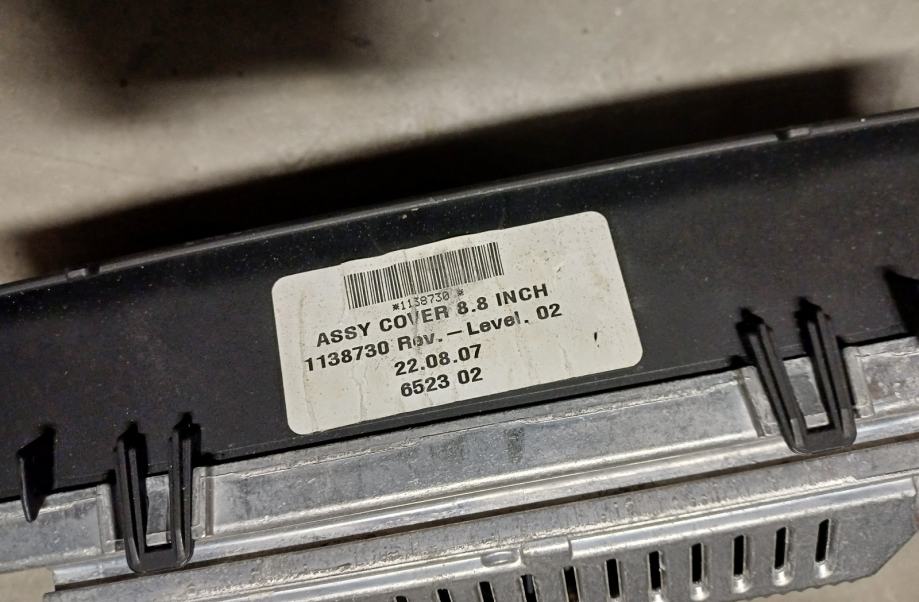 *1138730*
ASSY COVER 8.8 INCH
1138730 Rev. – Level. 02
22.08.07
6523 02